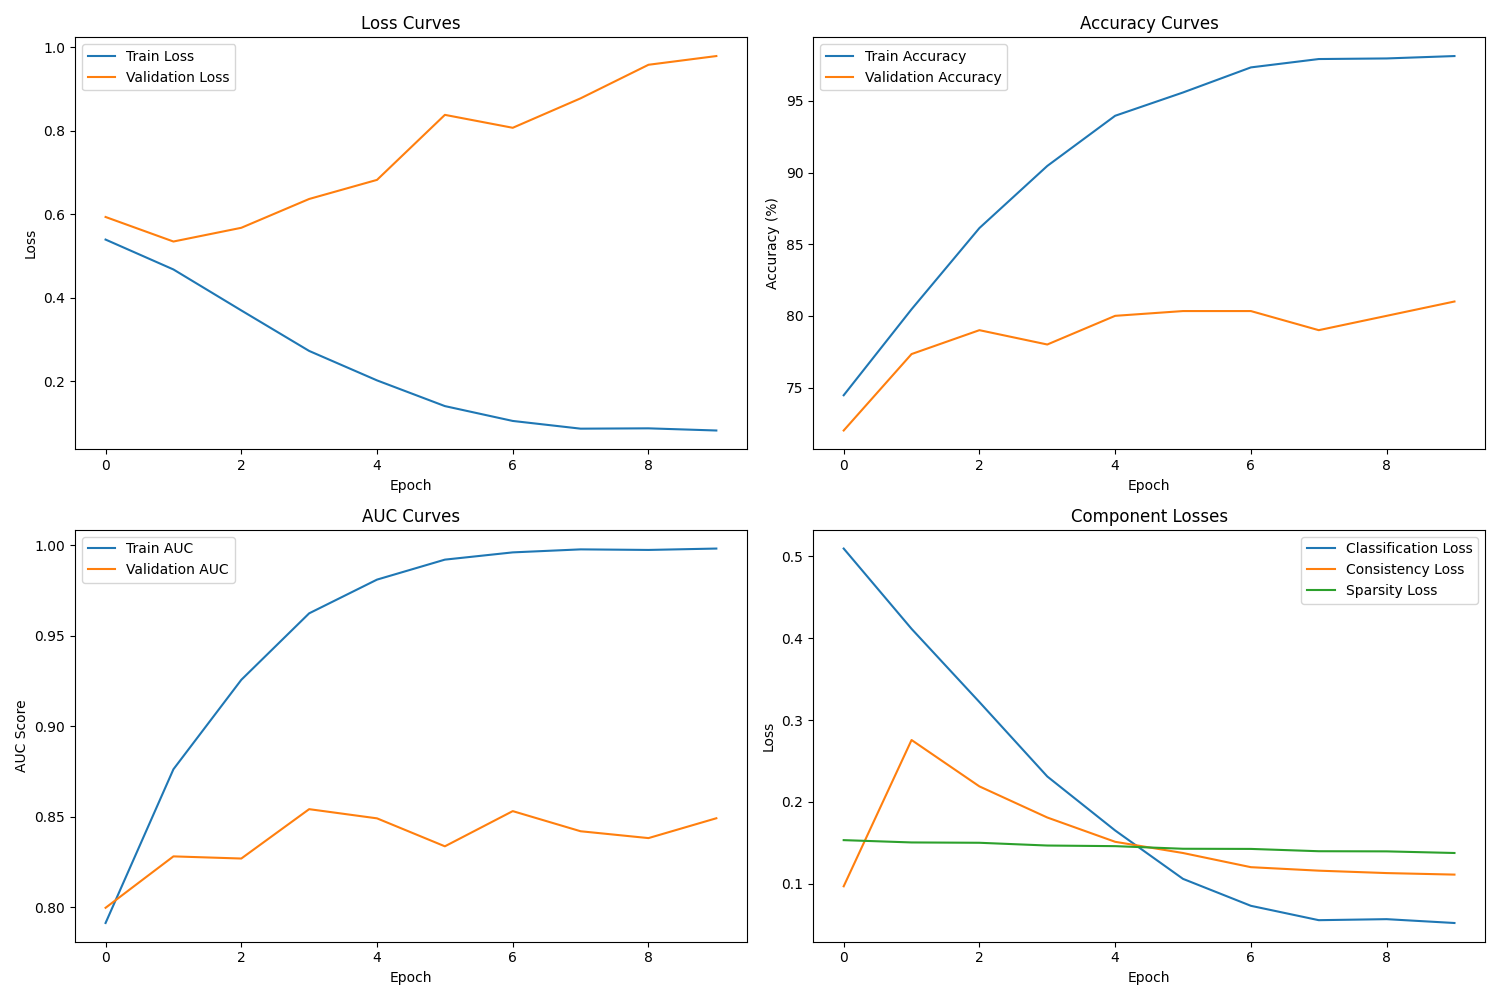 Loss Curves
Train Loss
Validation Loss
1.0
0.8
0.6
0.4
0.2
Loss
0 2 4 6 8
Epoch
Accuracy Curves
Train Accuracy
Validation Accuracy
95
90
85
80
75
Accuracy (%)
0 2 4 6 8
Epoch
AUC Curves
Train AUC
Validation AUC
1.00
0.95
0.90
0.85
0.80
AUC Score
0 2 4 6 8
Epoch
Component Losses
Classification Loss
Consistency Loss
Sparsity Loss
0.5
0.4
0.3
0.2
0.1
Loss
0 2 4 6 8
Epoch